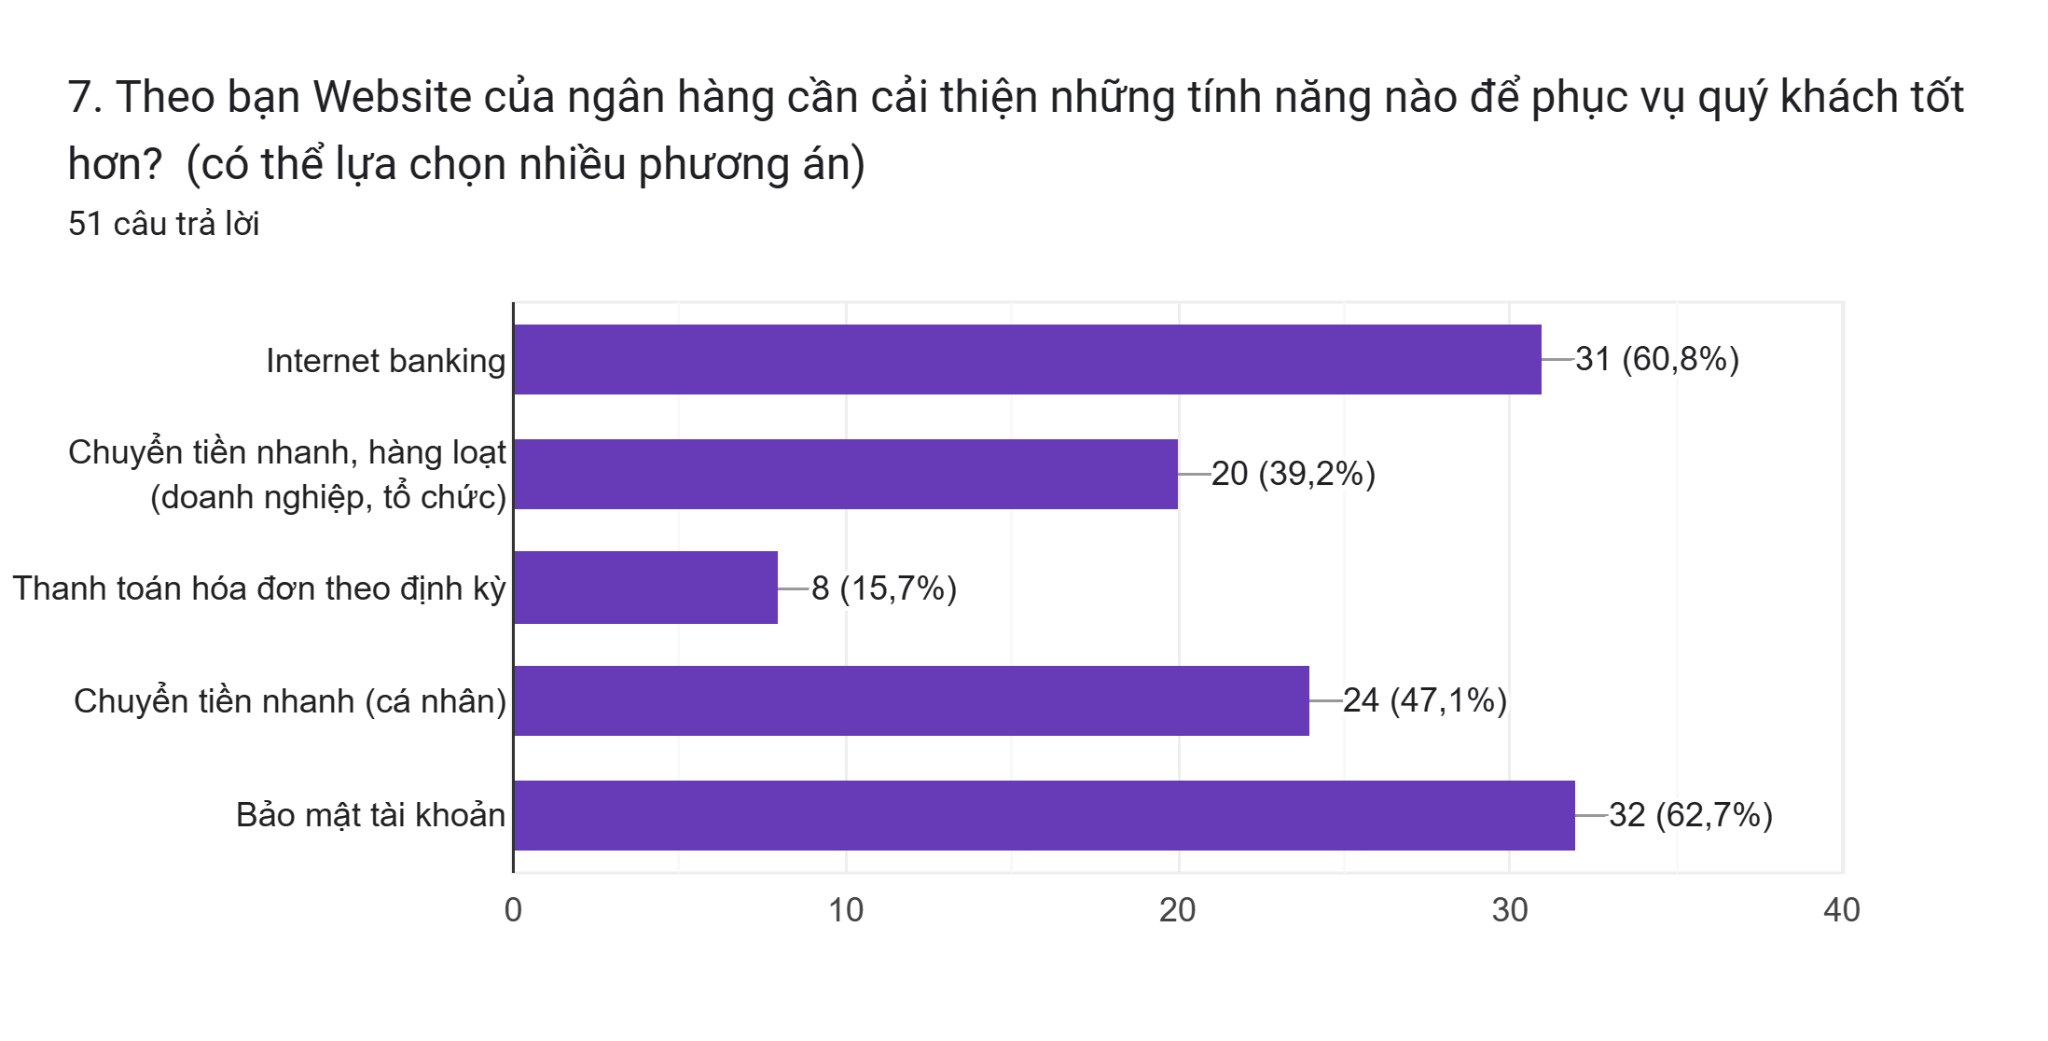 7. Theo bạn Website của ngân hàng cần cải thiện những tính năng nào để phục vụ quý khách tốt
hơn?  (có thể lựa chọn nhiều phương án)
51 câu trả lời
Internet banking
31 (60,8%)
Chuyển tiền nhanh, hàng loạt
(doanh nghiệp, tổ chức)
20 (39,2%)
Thanh toán hóa đơn theo định kỳ
8 (15,7%)
Chuyển tiền nhanh (cá nhân)
24 (47,1%)
Bảo mật tài khoản
32 (62,7%)
0 10 20 30 40